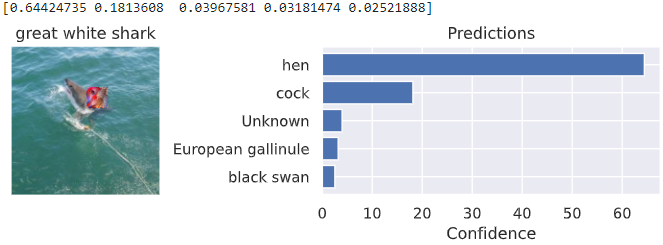 [0.64424735 0.1813608  0.03967581 0.03181474 0.02521888]
great white shark
Predictions
hen
cock
Unknown
European gallinule
black swan
0 10 20 30 40 50 60
Confidence